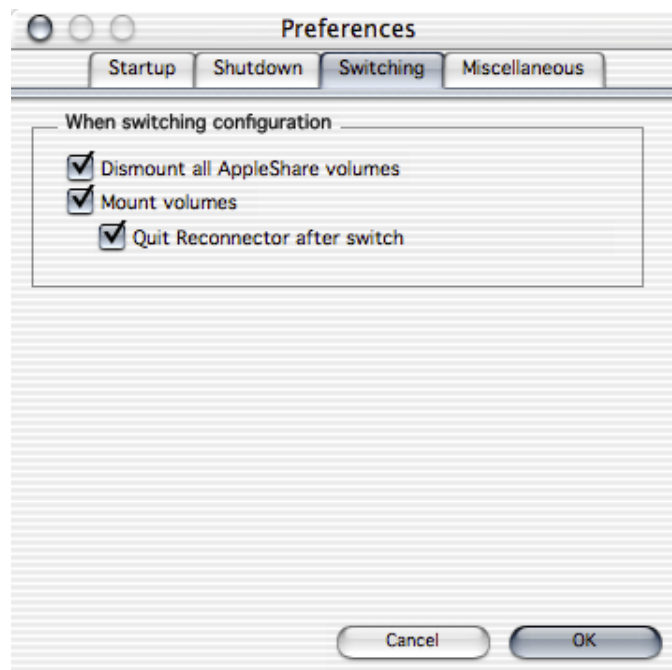 Preferences
Startup Shutdown Switching Miscellaneous
When switching configuration
Dismount all AppleShare volumes
Mount volumes
Quit Reconnector after switch
Cancel OK